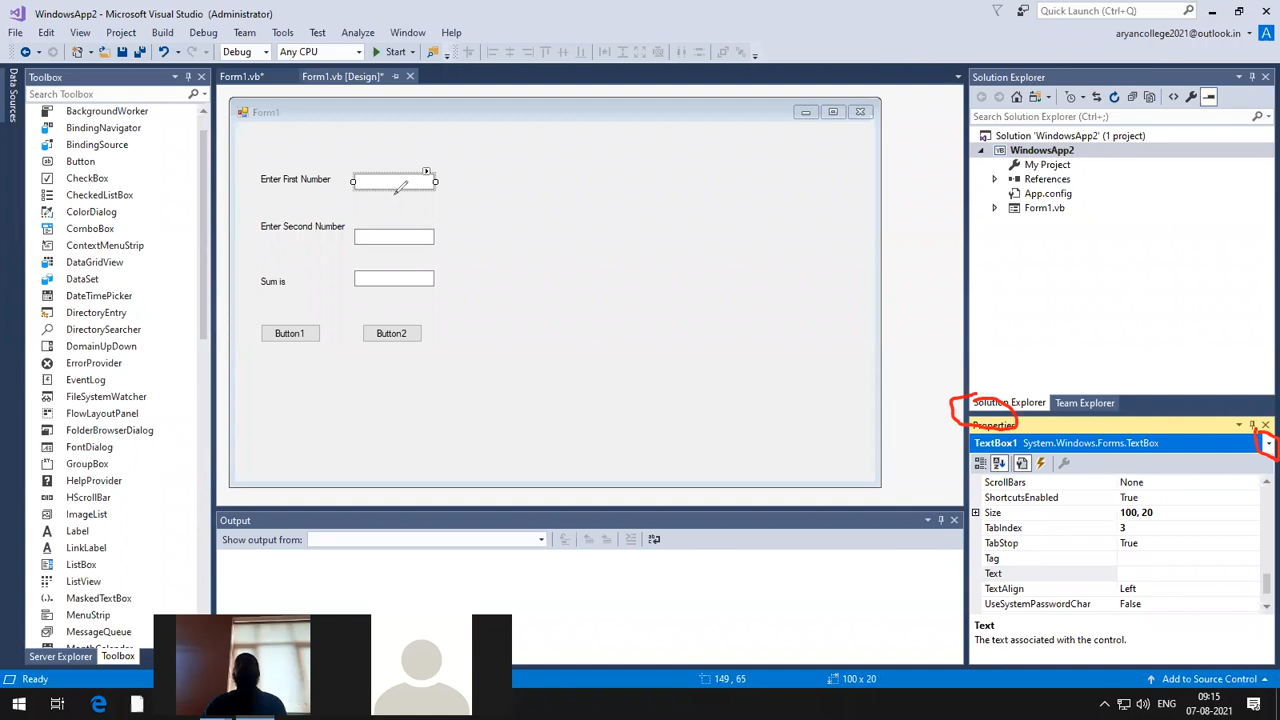 WindowsApp2 - Microsoft Visual Studio (Administrator)
Quick Launch (Ctrl+Q)
File Edit View Project Build Debug Team Tools Test Analyze Window Help
aryancollege2021@outlook.in A
Debug Any CPU Start
Data Sources
Toolbox
Search Toolbox
BackgroundWorker
BindingNavigator
BindingSource
Button
CheckBox
CheckedListBox
ColorDialog
ComboBox
ContextMenuStrip
DataGridView
DataSet
DateTimePicker
DirectoryEntry
DirectorySearcher
DomainUpDown
ErrorProvider
EventLog
FileSystemWatcher
FlowLayoutPanel
FolderBrowserDialog
FontDialog
GroupBox
HelpProvider
HScrollBar
ImageList
Label
LinkLabel
ListBox
ListView
MaskedTextBox
MenuStrip
MessageQueue
MonthCalendar
Server Explorer Toolbox
Form1.vb* Form1.vb [Design]*
Form1
Enter First Number
Enter Second Number
Sum is
Button1 Button2
Output
Show output from:
Solution Explorer
Search Solution Explorer (Ctrl+;)
Solution 'WindowsApp2' (1 project)
VB WindowsApp2
My Project
References
App.config
Form1.vb
Solution Explorer Team Explorer
Properties
TextBox1 System.Windows.Forms.TextBox
ScrollBars None
ShortcutsEnabled True
Size 100, 20
TabIndex 3
TabStop True
Tag
Text
TextAlign Left
UseSystemPasswordChar False
Text
The text associated with the control.
Ready 149 , 65 100 x 20 Add to Source Control
ENG 09:15
07-08-2021